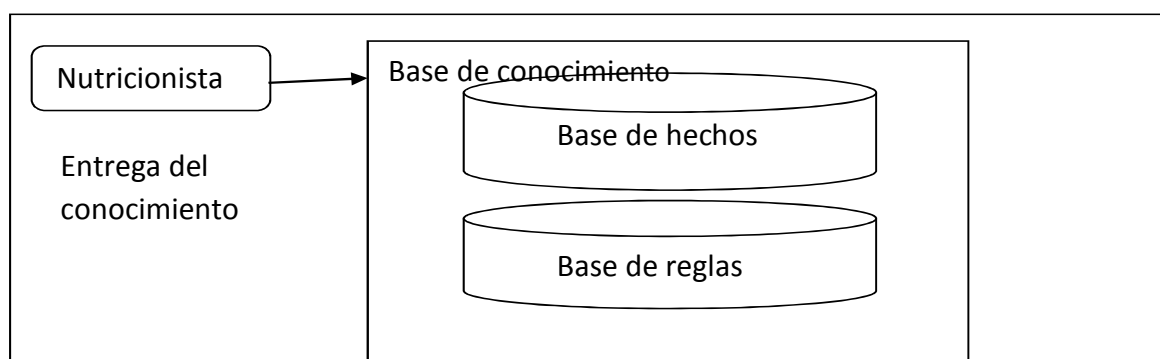 Nutricionista
Base de conocimiento
Base de hechos
Entrega del
conocimiento
Base de reglas